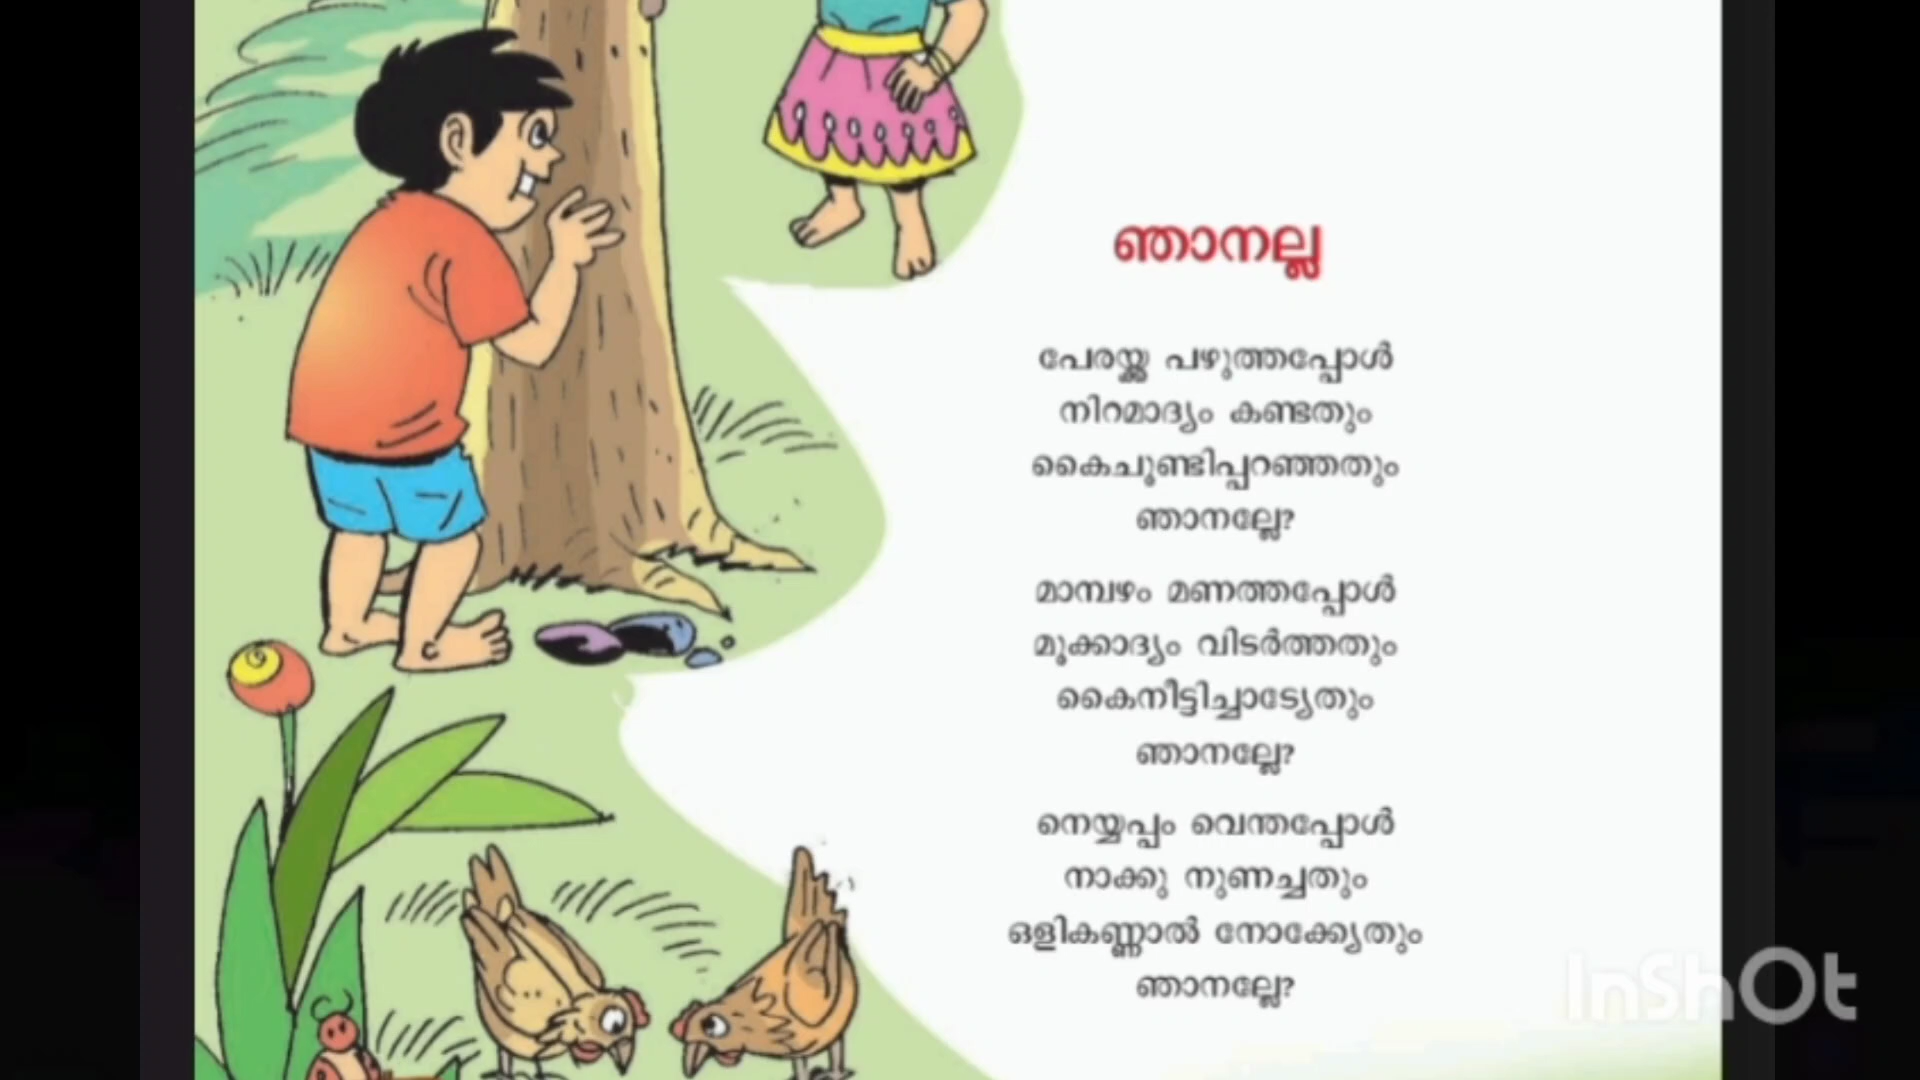 ഞാനല്ല
പേരയ്ക്ക പഴുത്തപ്പോൾ
നിറമാദ്യം കണ്ടതും
കൈചൂണ്ടിപ്പറഞ്ഞതും
ഞാനല്ലേ?
മാമ്പഴം മണത്തപ്പോൾ
മൂക്കാദ്യം വിടർത്തതും
കൈനീട്ടിച്ചാട്യേതും
ഞാനല്ലേ?
നെയ്യപ്പം വെന്തപ്പോൾ
നാക്കു നുണച്ചതും
ഒളികണ്ണാൽ നോക്ക്യേതും
ഞാനല്ലേ?
InShOt